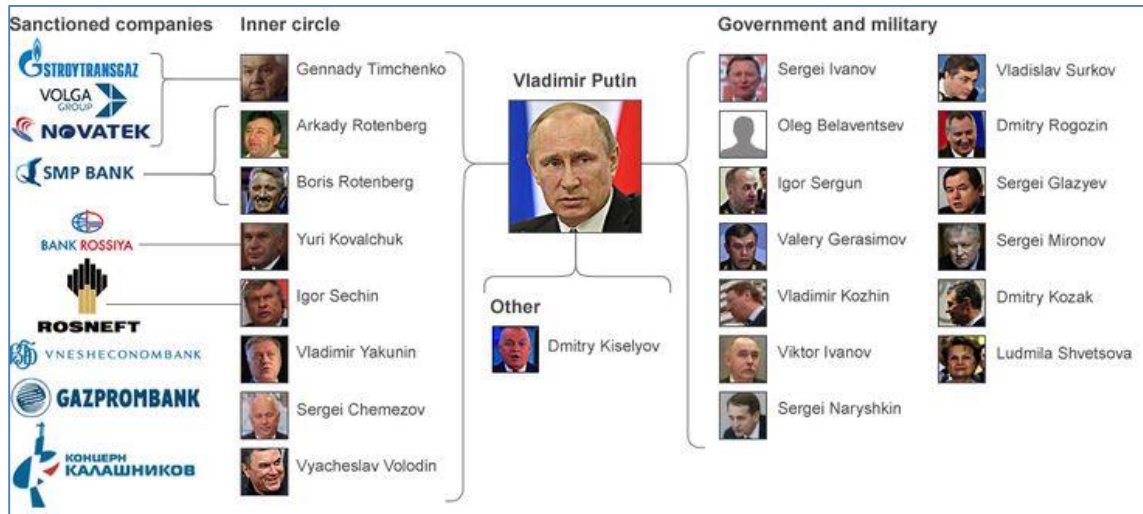 Sanctioned companies
STROYTRANSGAZ
VOLGA
GROUP
NOVATEK
SMP BANK
BANK ROSSIYA
ROSNEFT
VNESHECONOMBANK
GAZPROMBANK
КОНЦЕРН
КАЛАШНИКОВ
Inner circle
Gennady Timchenko
Arkady Rotenberg
Boris Rotenberg
Yuri Kovalchuk
Igor Sechin
Vladimir Yakunin
Sergei Chemezov
Vyacheslav Volodin
Vladimir Putin
Other
Dmitry Kiselyov
Government and military
Sergei Ivanov
Oleg Belaventsev
Igor Sergun
Valery Gerasimov
Vladimir Kozhin
Viktor Ivanov
Sergei Naryshkin
Vladislav Surkov
Dmitry Rogozin
Sergei Glazyev
Sergei Mironov
Dmitry Kozak
Ludmila Shvetsova